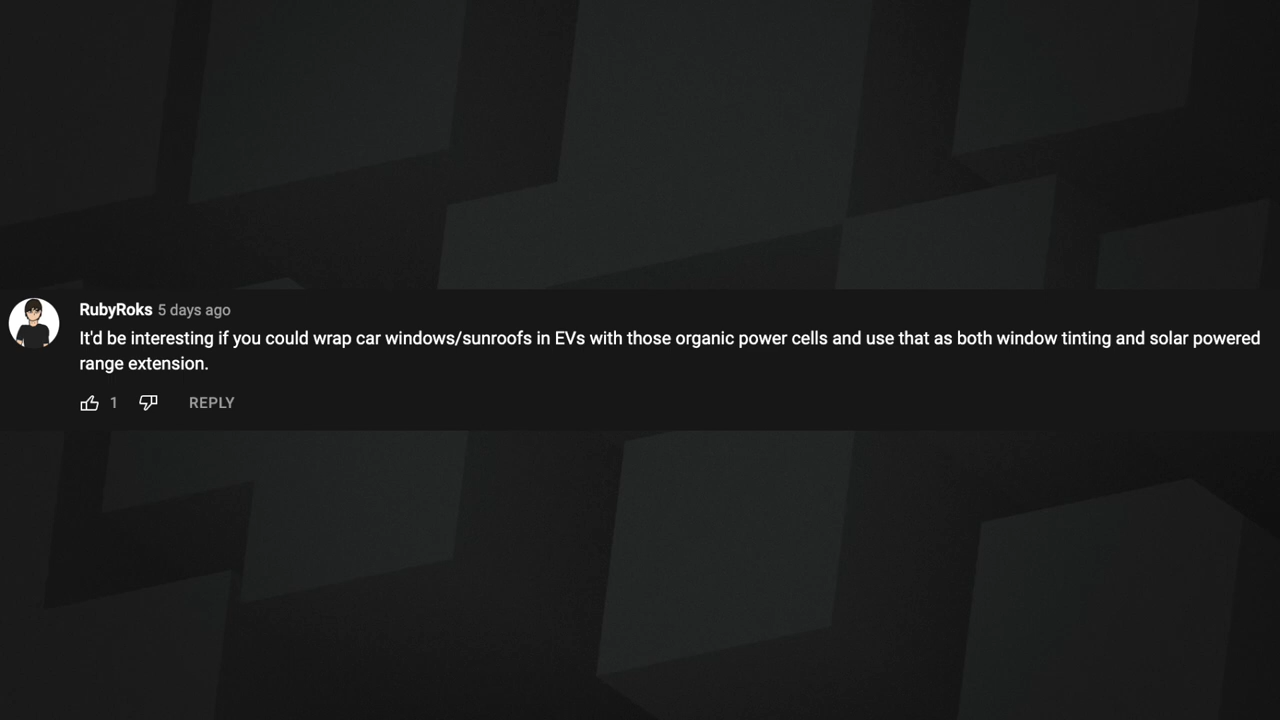 RubyRoks 5 days ago
It'd be interesting if you could wrap car windows/sunroofs in EVs with those organic power cells and use that as both window tinting and solar powered
range extension.
1 REPLY